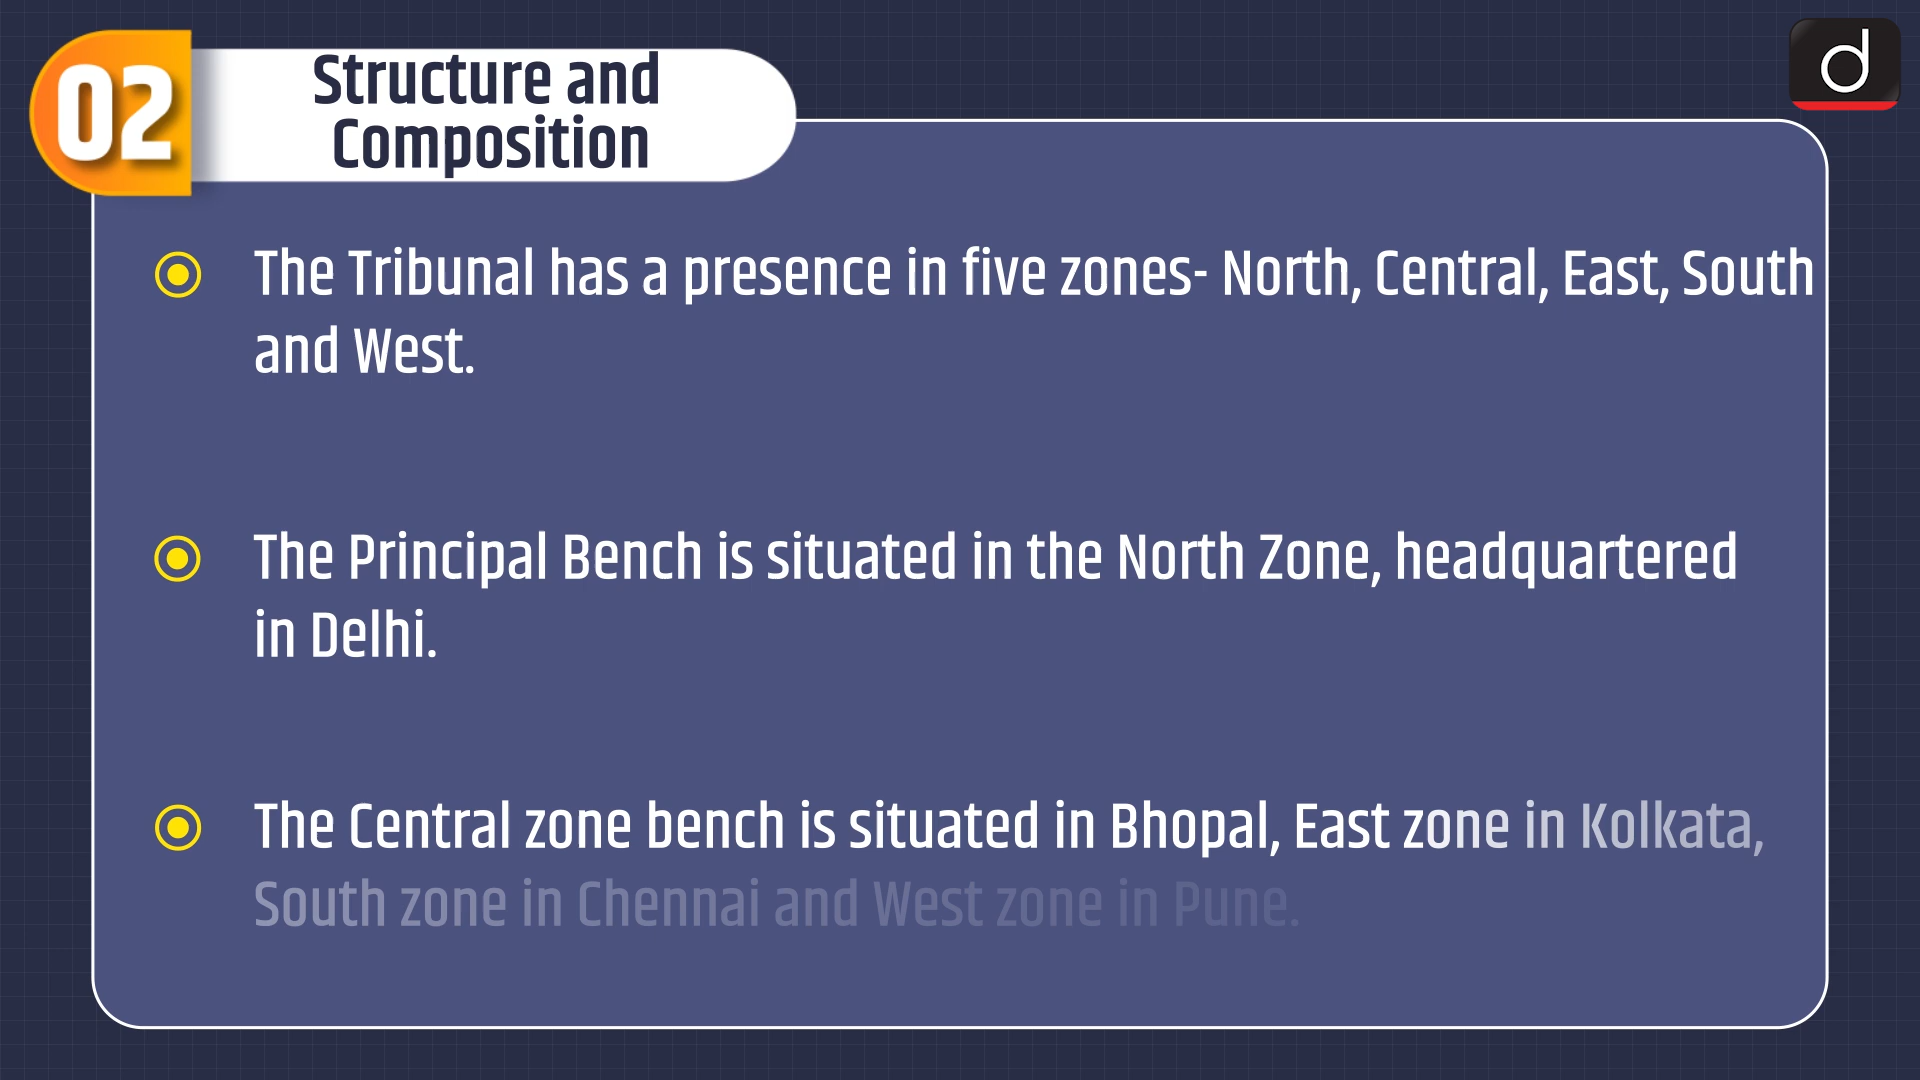 02
Structure and
Composition
The Tribunal has a presence in five zones- North, Central, East, South
and West.
The Principal Bench is situated in the North Zone, headquartered
in Delhi.
The Central zone bench is situated in Bhopal, East zone in Kolkata,
South zone in Chennai and West zone in Pune.
d